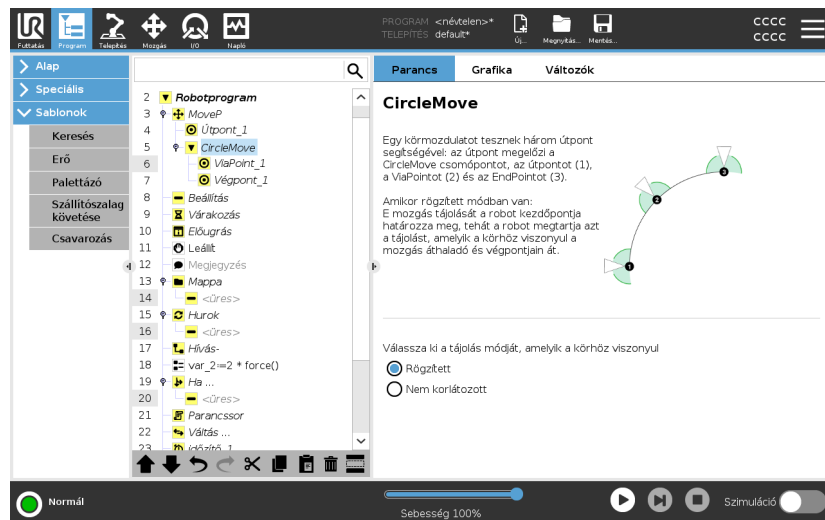 PROGRAM <névtelen>*
TELEPÍTÉS default*
Futtatás
Program
Telepítés
Mozgás
I/O
Napló
Új...
Megnyitás...
Mentés...
cccc
cccc
Alap
Speciális
Sablonok
Keresés
Erő
Palettázó
Szállítószalag
követése
Csavarozás
2 Robotprogram
3 MoveP
4 Útpont_1
5 CircleMove
6 ViaPoint_1
7 Végpont_1
8 Beállítás
9 Várakozás
10 Előugrás
11 Leállít
12 Megjegyzés
13 Mappa
14 <üres>
15 Hurok
16 <üres>
17 Hívás-
18 var_2≔2 * force()
19 Ha ...
20 <üres>
21 Parancssor
22 Váltás ...
23 Időzítő_1
Parancs
Grafika
Változók
CircleMove
Egy körmozdulatot tesznek három útpont
segítségével: az útpont megelőzi a
CircleMove csomópontot, az útpontot (1),
a ViaPointot (2) és az EndPointot (3).
Amikor rögzített módban van:
E mozgás tájolását a robot kezdőpontja
határozza meg, tehát a robot megtartja azt
a tájolást, amelyik a körhöz viszonyul a
mozgás áthaladó és végpontjain át.
3
2
1
Válassza ki a tájolás módját, amelyik a körhöz viszonyul
Rögzített
Nem korlátozott
Normál
Sebesség 100%
Szimuláció